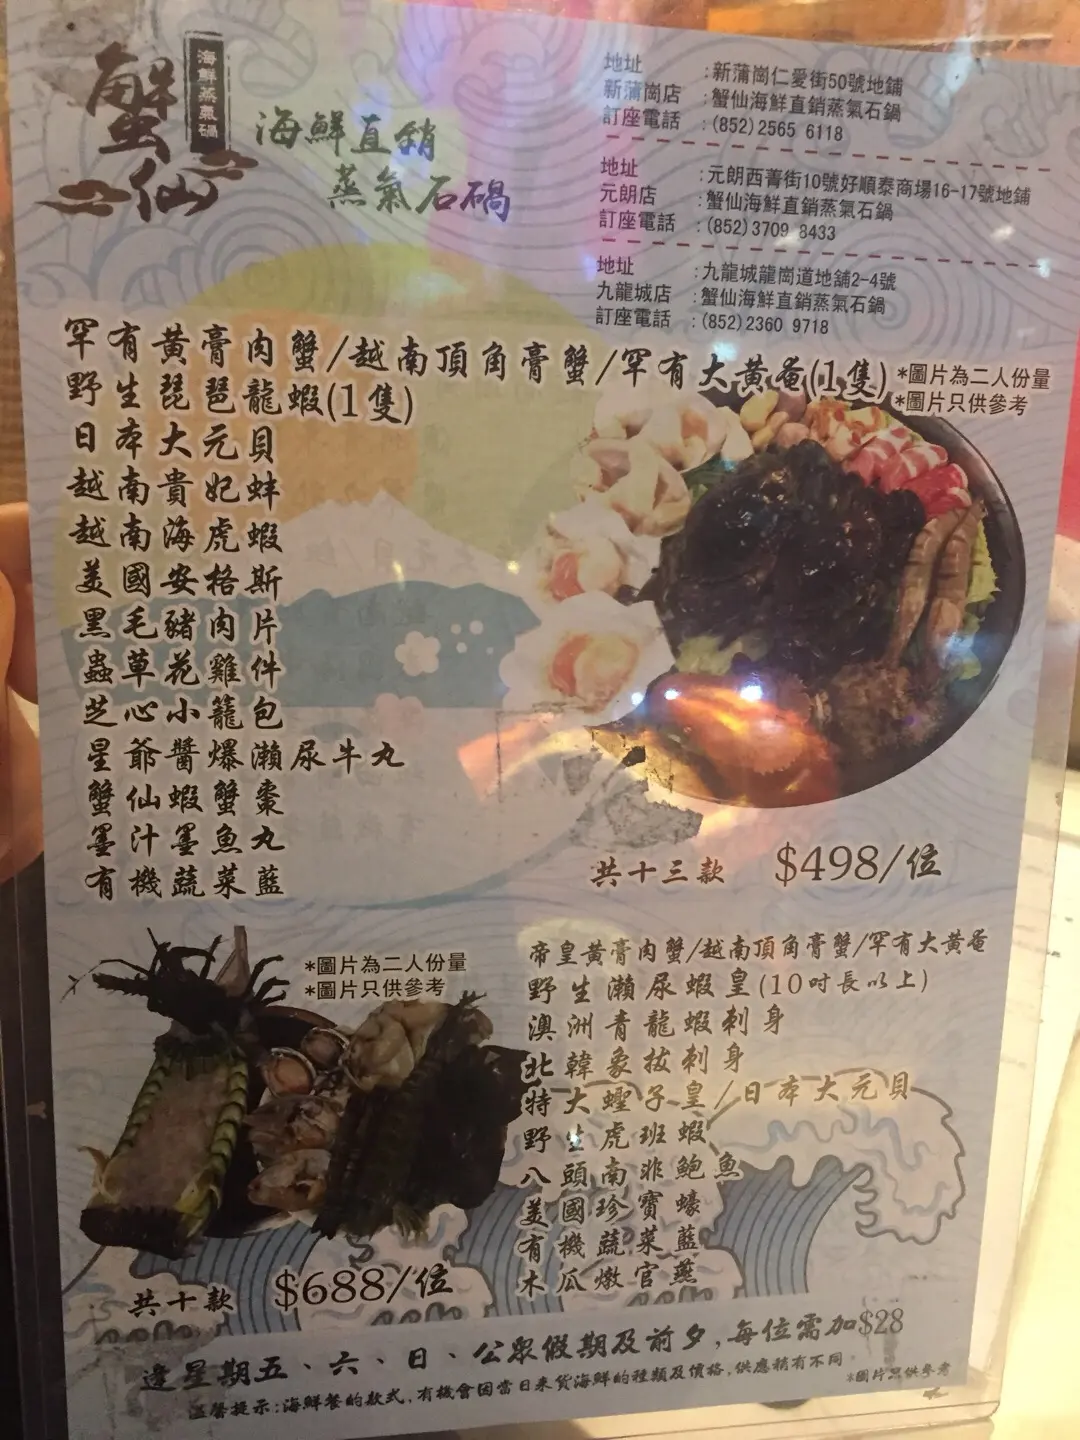 蟹仙
海鮮蒸氣鍋
海鮮直銷
蒸氣石鍋
地址 :新蒲崗仁愛街50號地鋪
新蒲崗店 :蟹仙海鮮直銷蒸氣石鍋
訂座電話 :(852)2565 6118
地址 :元朗西菁街10號好順泰商場16-17號地鋪
元朗店 :蟹仙海鮮直銷蒸氣石鍋
訂座電話 :(852)3709 8433
地址 :九龍城龍崗道地舖2-4號
九龍城店 :蟹仙海鮮直銷蒸氣石鍋
訂座電話 :(852)2360 9718
罕有黃膏肉蟹/越南頂角膏蟹/罕有大黃奄(1隻)
*圖片為二人份量
*圖片只供參考
野生琵琶龍蝦(1隻)
日本大元貝
越南貴妃蚌
越南海虎蝦
美國安格斯
黑毛豬肉片
蟲草花雞件
芝心小籠包
星爺醬爆瀨尿牛丸
蟹仙蝦蟹棗
墨汁墨魚丸
有機蔬菜藍
共十三款 $498/位
*圖片為二人份量
*圖片只供參考
帝皇黃膏肉蟹/越南頂角膏蟹/罕有大黃奄
野生瀨尿蝦皇(10吋長以上)
澳洲青龍蝦刺身
北韓象拔刺身
特大蟶子皇/日本大元貝
野生虎班蝦
八頭南非鮑魚
美國珍寶蠔
有機蔬菜藍
木瓜燉官燕
共十款 $688/位
逢星期五、六、日、公眾假期及前夕,每位需加$28
溫馨提示:海鮮餐的款式,有機會因當日來貨海鮮的種類及價格,供應稍有不同。
*圖片只供參考